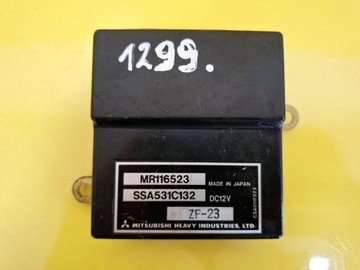 1299.
MR116523
MADE IN JAPAN
SSA531C132
DC12V
ZF-23
MITSUBISHI HEAVY INDUSTRIES, LTD.